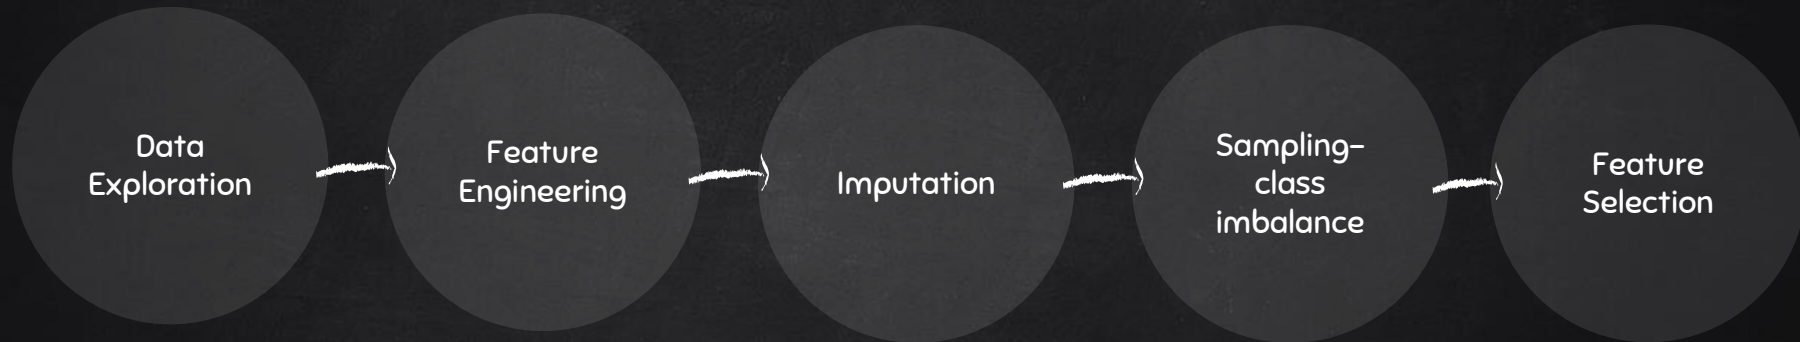 Data
Exploration
Feature
Engineering
Imputation
Sampling-
class
imbalance
Feature
Selection